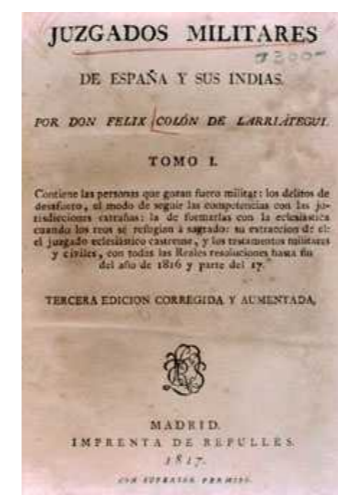 JUZGADOS MILITARES
DE ESPAÑA Y SUS INDIAS.
POR DON FELIX COLÓN DE LARRIÁTEGUI.
TOMO I.
Contiene las personas que gozan fuero militar: los delitos de
desafuero, el modo de seguir las competencias con las ju-
risdicciones extrañas: la de formarlas con la eclesiástica
cuando los reos se refugian á sagrado: su extraccion de él:
el juzgado eclesiástico castrense, y los testamentos militares
y civiles, con todas las Reales resoluciones hasta fin
del año de 1816 y parte del 17.
TERCERA EDICION CORREGIDA Y AUMENTADA,
MADRID.
IMPRENTA DE REPULLÉS.
1817.
CON SUPERIOR PERMISO.